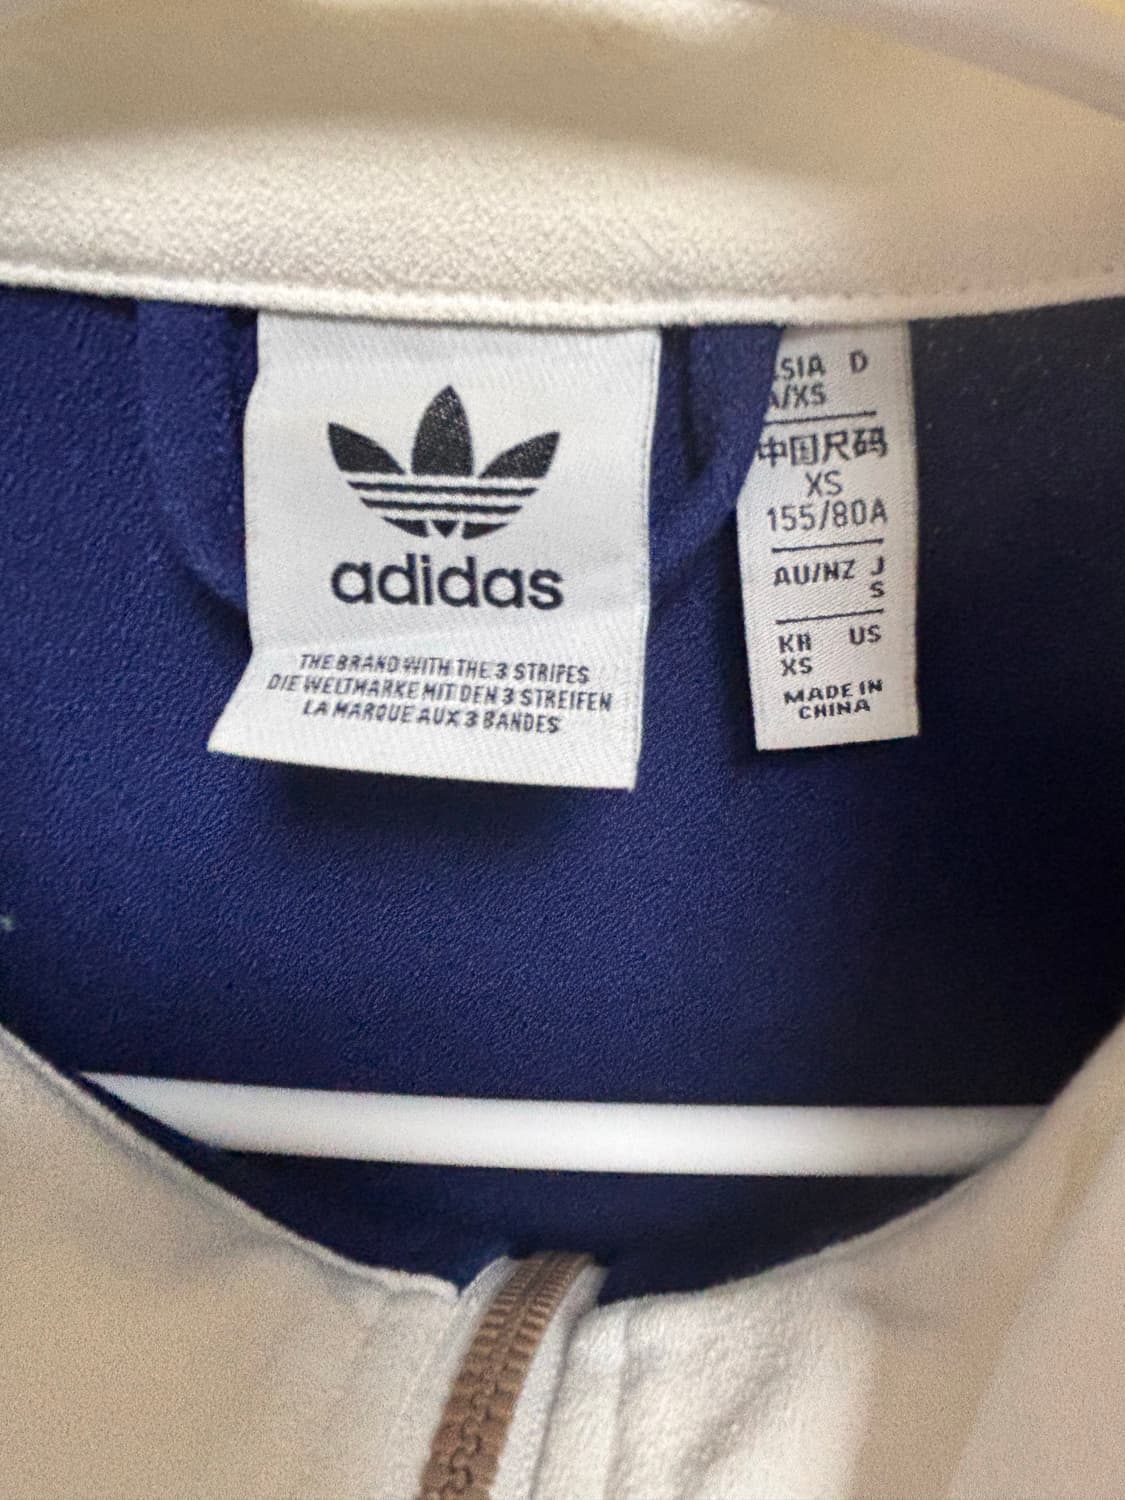 adidas
THE BRAND WITH THE 3 STRIPES
DIE WELTMARKE MIT DEN 3 STREIFEN
LA MARQUE AUX 3 BANDES
SIA D
A/XS
中国尺码
XS
155/80A
AU/NZ J
S
KR US
XS
MADE IN
CHINA